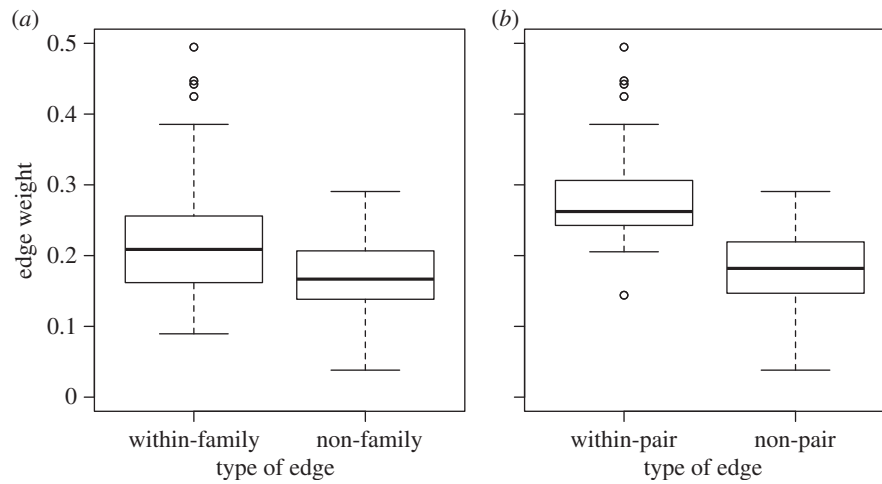 (a)
(b)
0.5
0.4
0.3
0.2
0.1
0
edge weight
within-family non-family
type of edge
within-pair non-pair
type of edge